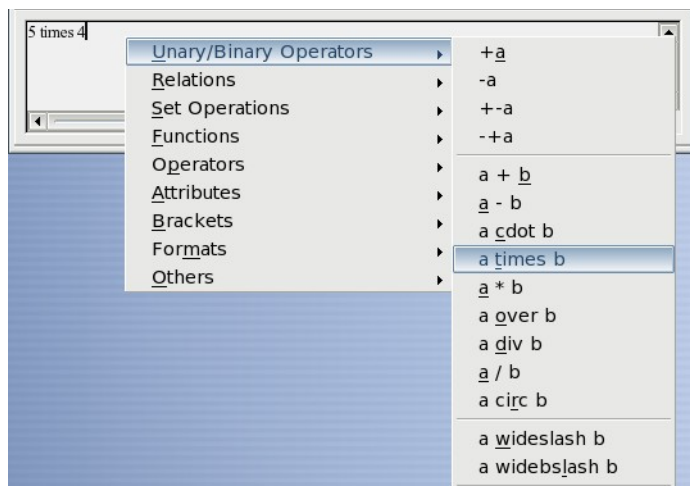 5 times 4
Unary/Binary Operators
Relations
Set Operations
Functions
Operators
Attributes
Brackets
Formats
Others
+a
-a
+-a
-+a
a + b
a - b
a cdot b
a times b
a * b
a over b
a div b
a / b
a circ b
a wideslash b
a widebslash b